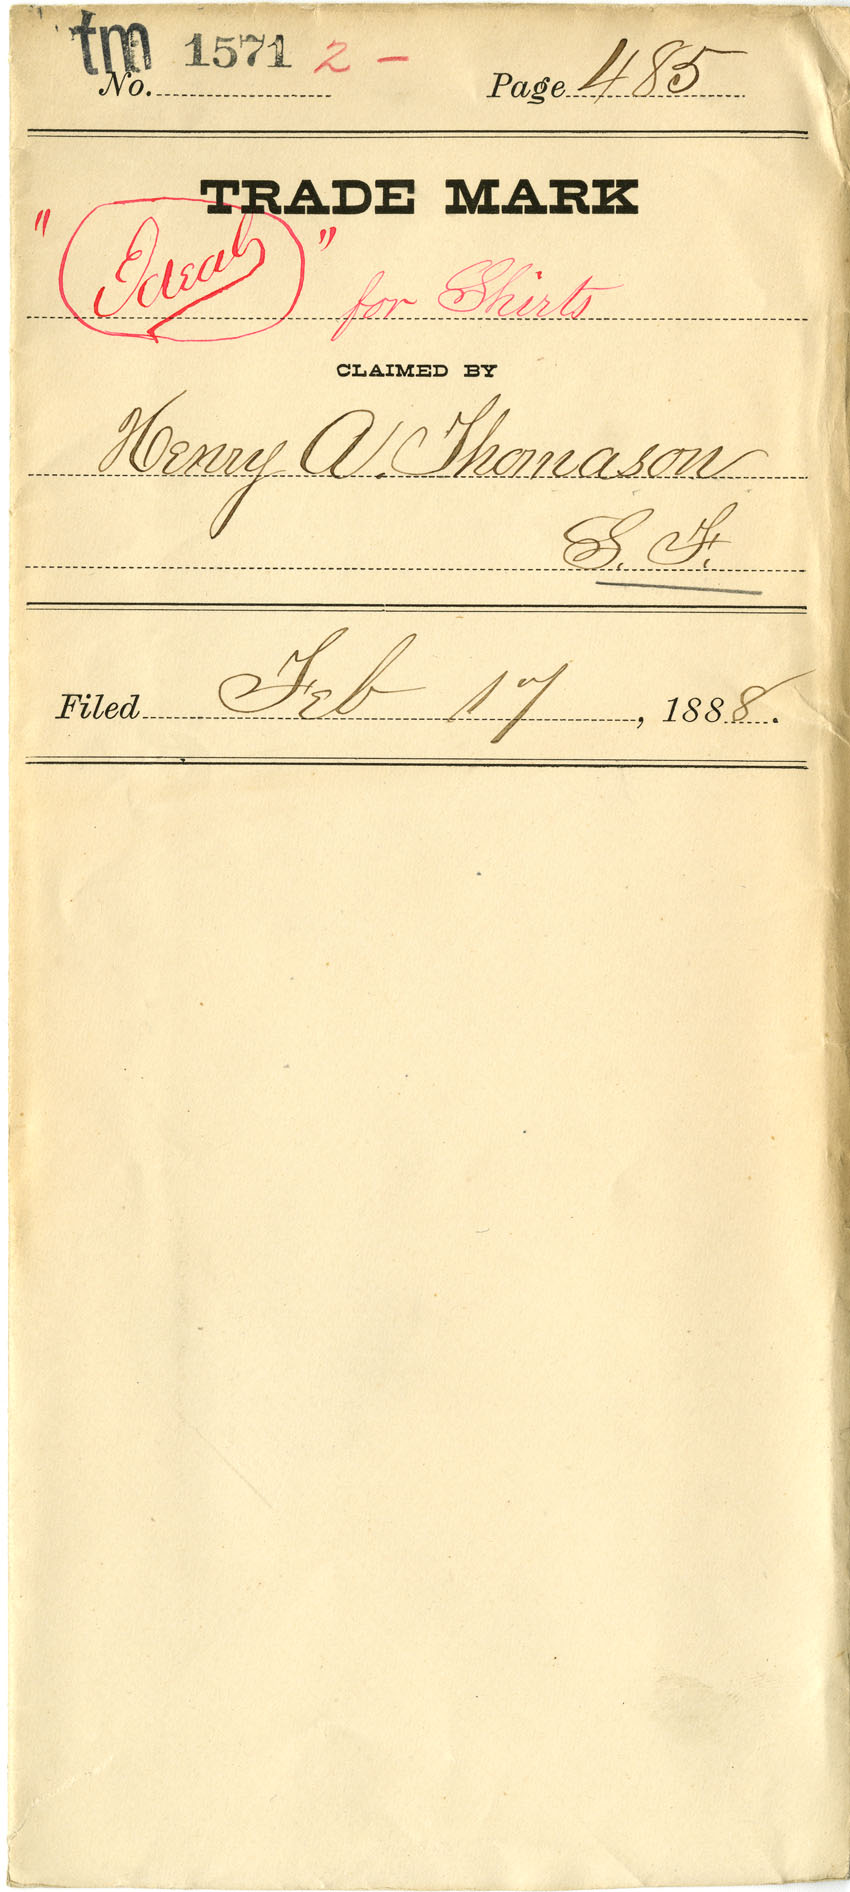 tm 1571 2 –
No. Page 485
TRADE MARK
"Ideal" for Shirts
CLAIMED BY
Henry A. Thomason
S. F.
Filed Feb 17, 1888.